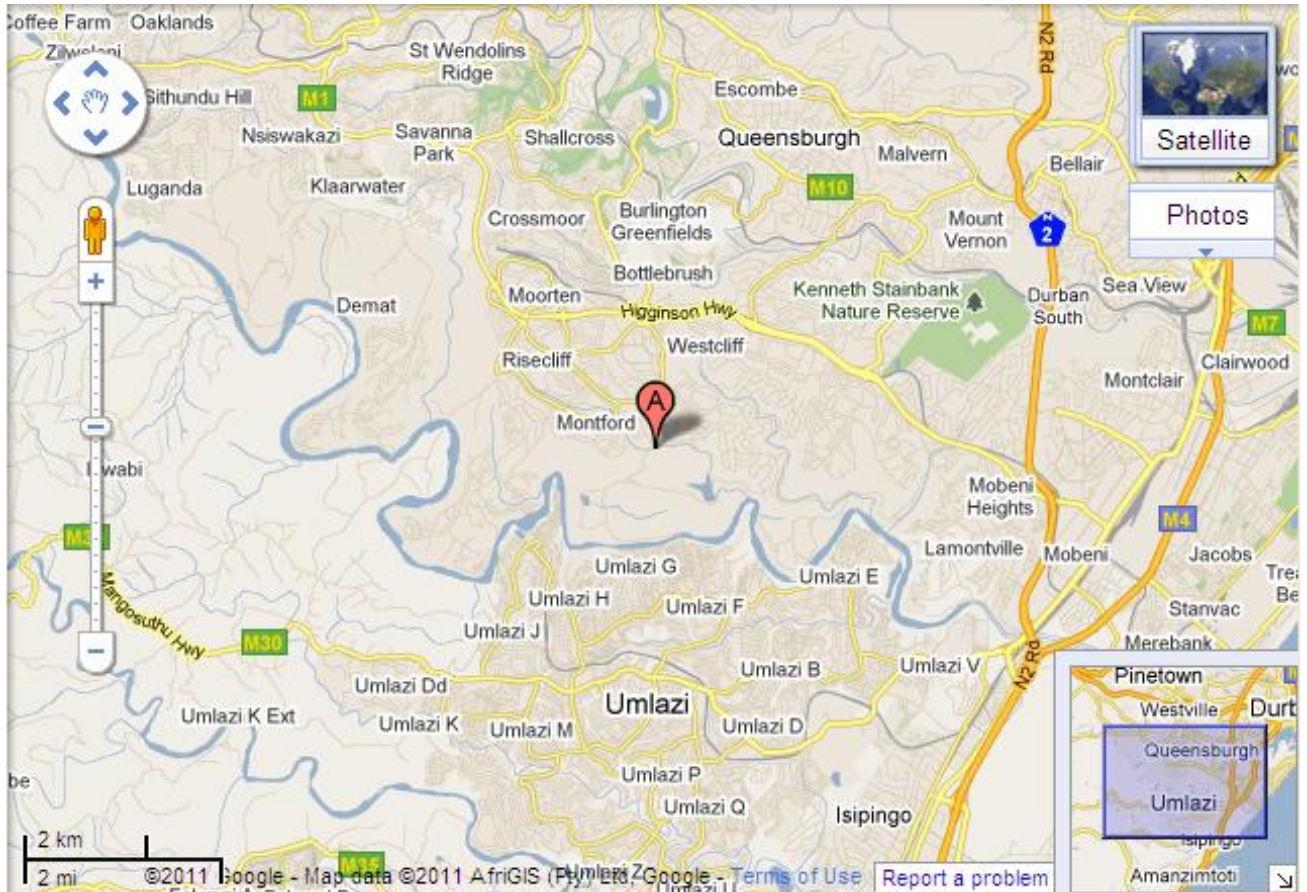 Coffee Farm
Oaklands
St Wendolins
Ridge
N2 Rd
Sithundu Hill
M1
Escombe
Satellite
Nsiswakazi
Savanna
Park
Shallcross
Queensburgh
Malvern
Bellair
Luganda
Klaarwater
M10
Photos
Crossmoor
Burlington
Greenfields
Mount
Vernon
N
2
Bottlebrush
Demat
Moorten
Higginson Hwy
Kenneth Stainbank
Nature Reserve
Durban
South
Sea View
M7
Risecliff
Westcliff
Clairwood
Montclair
A
Montford
Mobeni
Heights
M4
Lamontville
Mobeni
Jacobs
Umlazi G
Umlazi E
Mangosuthu Hwy
Umlazi H
Umlazi F
Stanvac
M30
Umlazi J
Merebank
N2 Rd
Umlazi Dd
Umlazi B
Umlazi V
Pinetown
Umlazi K Ext
Umlazi K
Umlazi M
Umlazi
Umlazi D
Westville
Queensburgh
Umlazi P
Umlazi
Umlazi Q
Isipingo
Isipingo
2 km
2 mi
M35
©2011 Google - Map data ©2011 AfriGIS (Pty) Ltd, Google - Terms of Use
Umlazi Z
Report a problem
Amanzimtoti